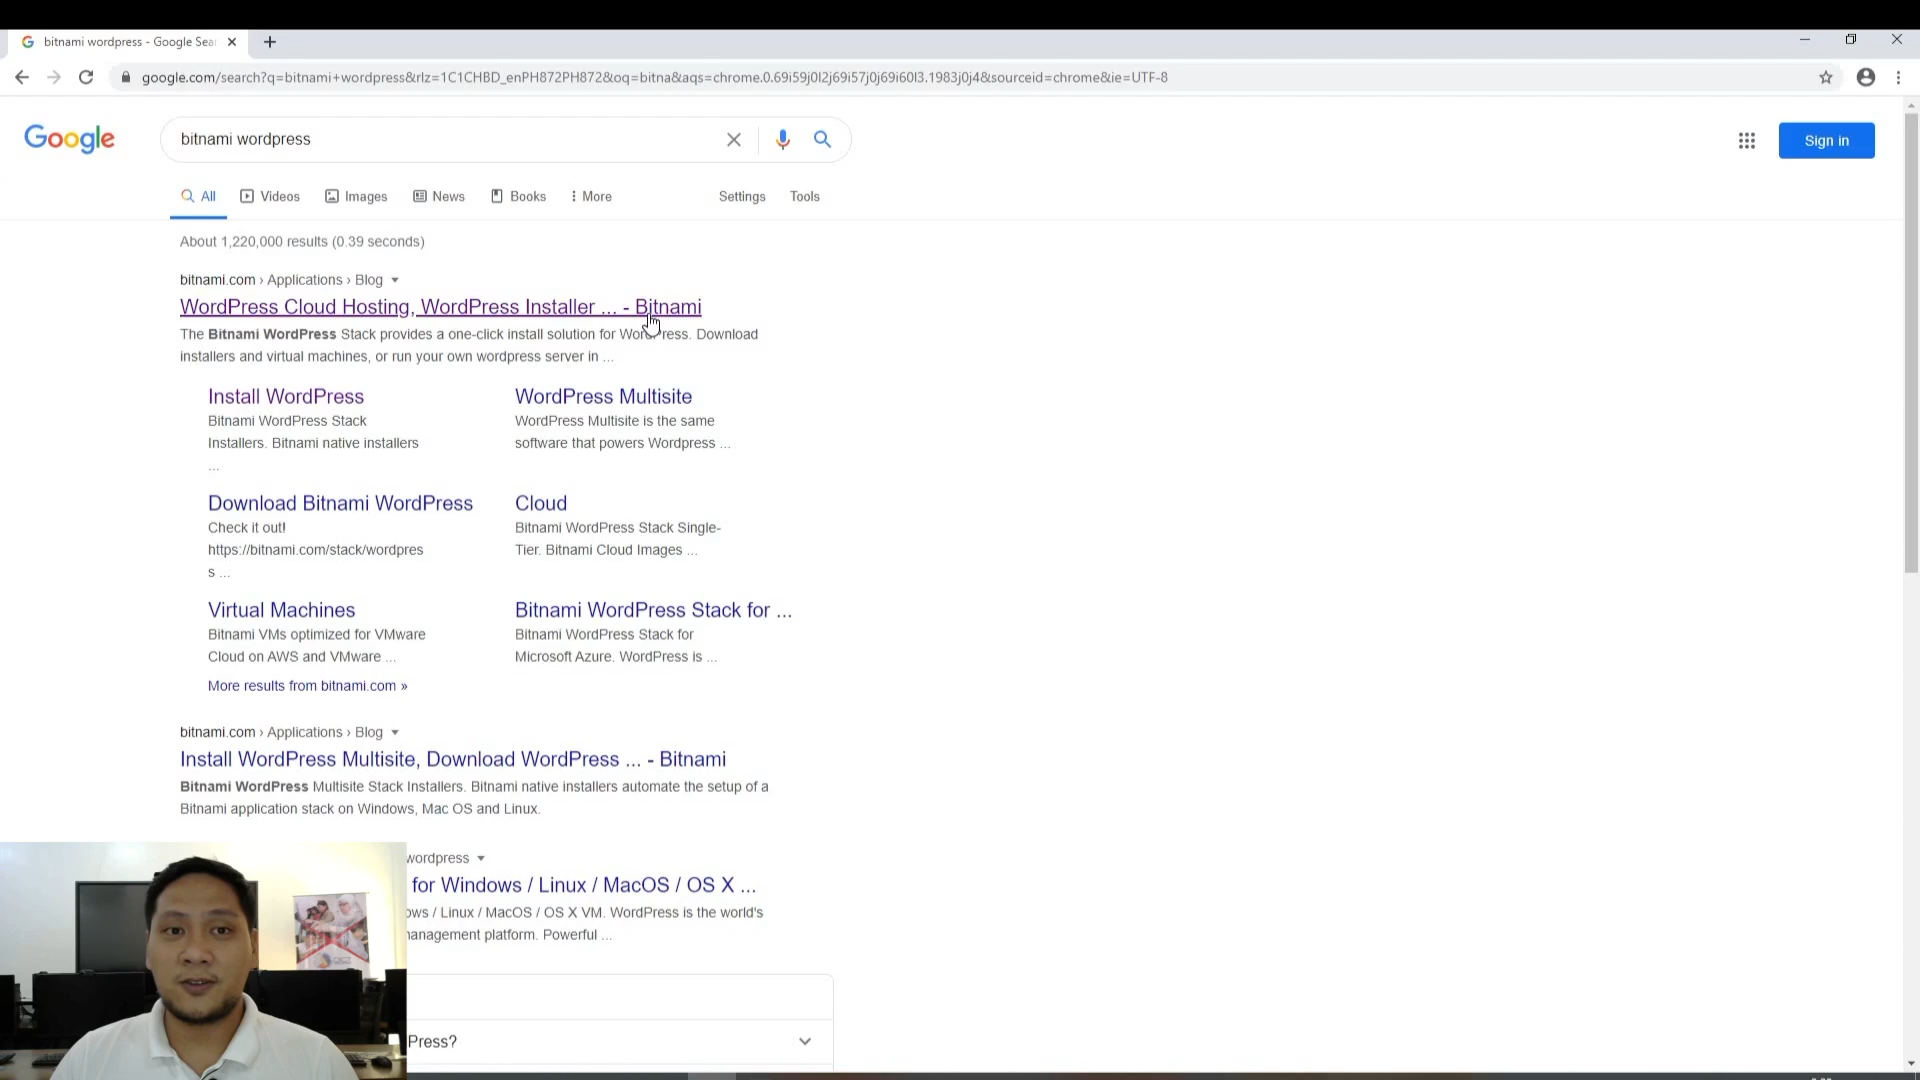 bitnami wordpress - Google Sea
google.com/search?q=bitnami+wordpress&rlz=1C1CHBD_enPH872PH872&oq=bitna&aqs=chrome.0.69i59j0l2j69i57j0j69i60l3.1983j0j4&sourceid=chrome&ie=UTF-8
Google
bitnami wordpress
Sign in
All Videos Images News Books More Settings Tools
About 1,220,000 results (0.39 seconds)
bitnami.com › Applications › Blog
WordPress Cloud Hosting, WordPress Installer ... - Bitnami
The Bitnami WordPress Stack provides a one-click install solution for WordPress. Download
installers and virtual machines, or run your own wordpress server in ...
Install WordPress
Bitnami WordPress Stack
Installers. Bitnami native installers
...
WordPress Multisite
WordPress Multisite is the same
software that powers Wordpress ...
Download Bitnami WordPress
Check it out!
https://bitnami.com/stack/wordpres
s ...
Cloud
Bitnami WordPress Stack Single-
Tier. Bitnami Cloud Images ...
Virtual Machines
Bitnami VMs optimized for VMware
Cloud on AWS and VMware ...
Bitnami WordPress Stack for ...
Bitnami WordPress Stack for
Microsoft Azure. WordPress is ...
More results from bitnami.com »
bitnami.com › Applications › Blog
Install WordPress Multisite, Download WordPress ... - Bitnami
Bitnami WordPress Multisite Stack Installers. Bitnami native installers automate the setup of a
Bitnami application stack on Windows, Mac OS and Linux.
wordpress
for Windows / Linux / MacOS / OS X ...
ows / Linux / MacOS / OS X VM. WordPress is the world's
management platform. Powerful ...
Press?